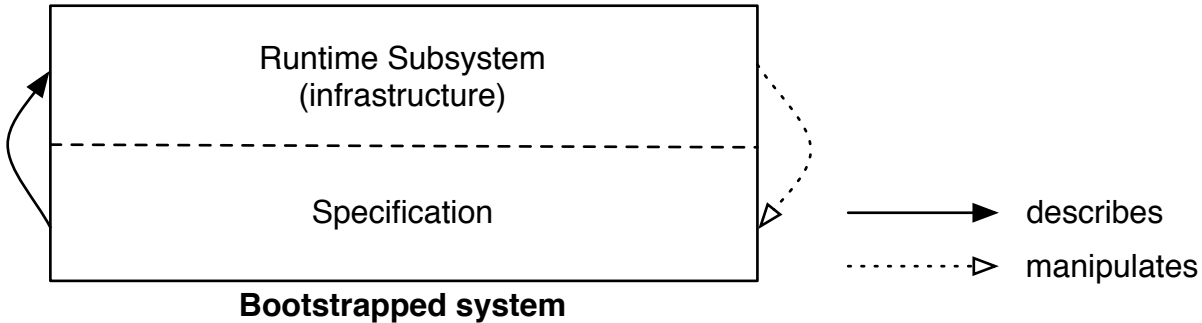 Runtime Subsystem
(infrastructure)
Specification
describes
manipulates
Bootstrapped system